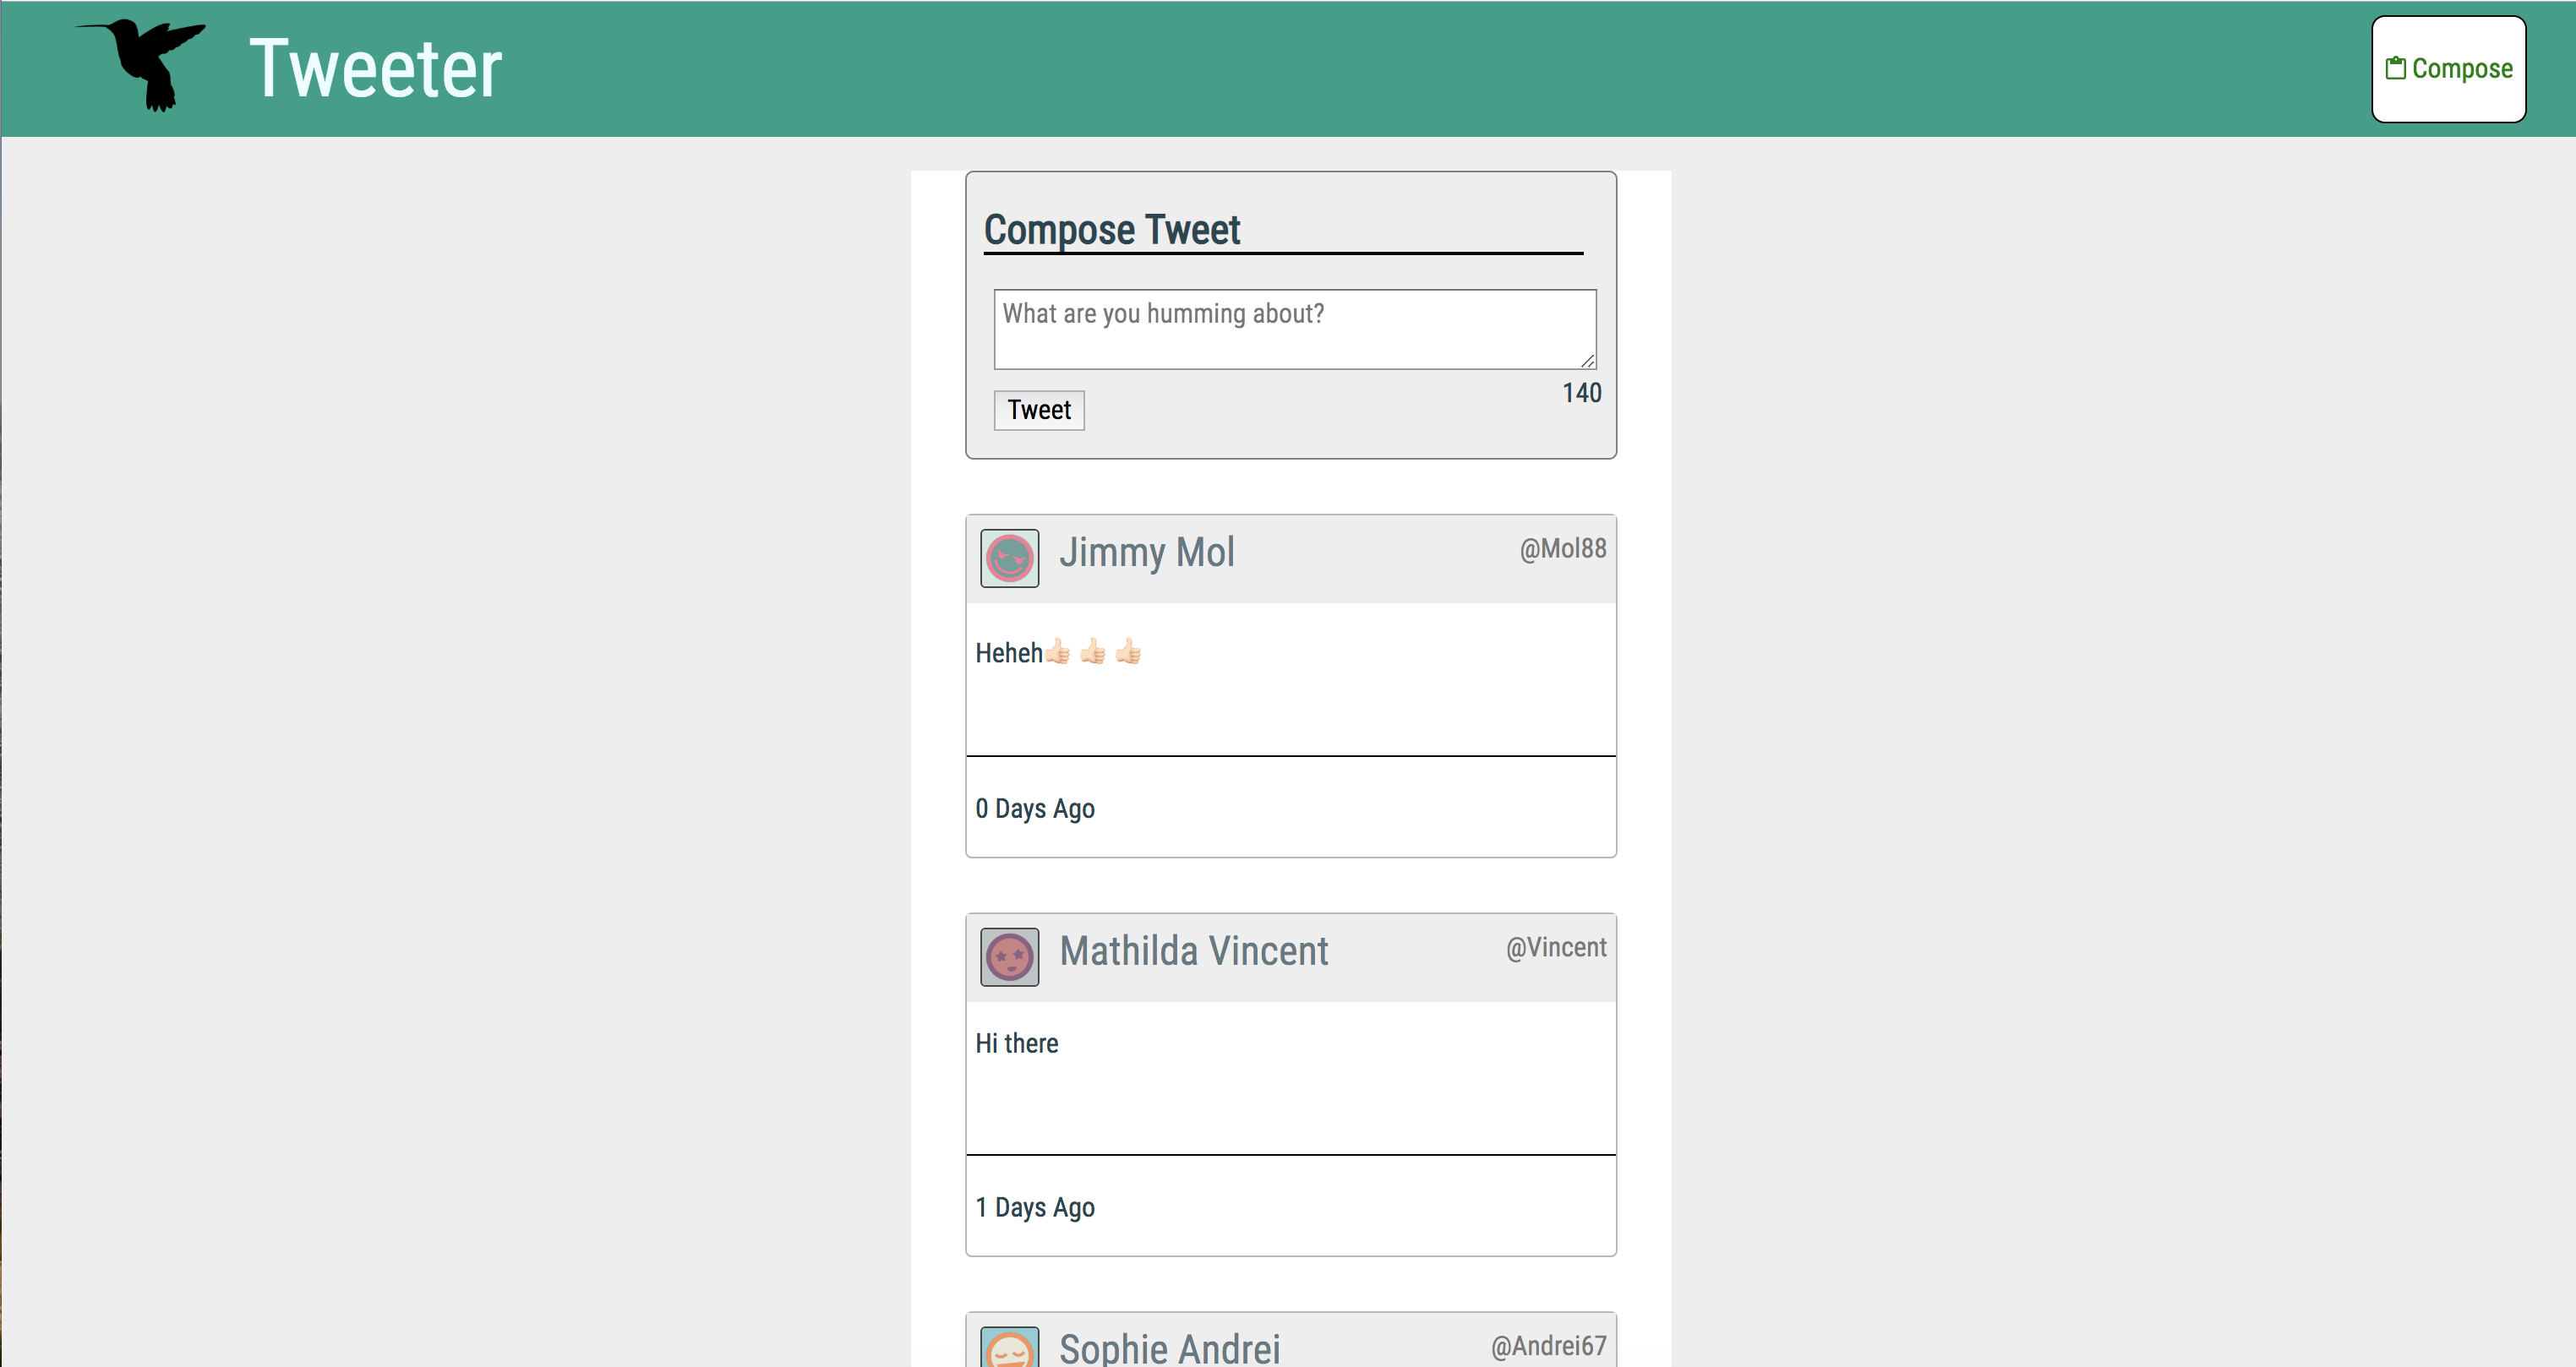 Tweeter
Compose
Compose Tweet
What are you humming about?
140
Tweet
Jimmy Mol
@Mol88
Heheh👍🏻 👍🏻 👍🏻
0 Days Ago
Mathilda Vincent
@Vincent
Hi there
1 Days Ago
Sophie Andrei
@Andrei67